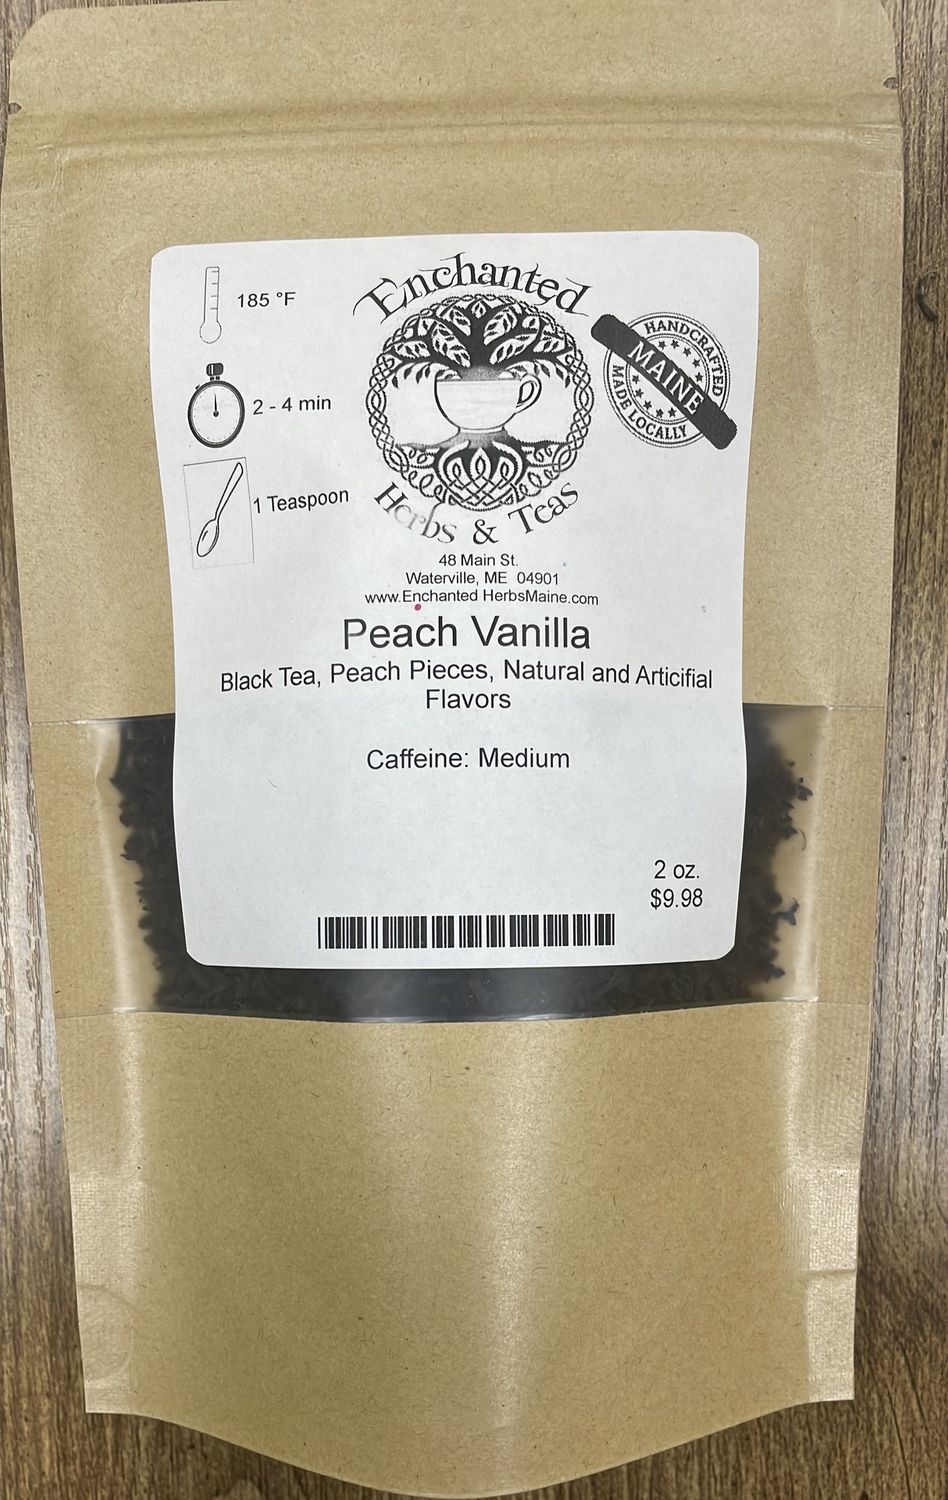 185 °F
2 - 4 min
1 Teaspoon
Enchanted
Herbs & Teas
HANDCRAFTED
MAINE
MADE LOCALLY
48 Main St.
Waterville, ME 04901
www.Enchanted HerbsMaine.com
Peach Vanilla
Black Tea, Peach Pieces, Natural and Articifial
Flavors
Caffeine: Medium
2 oz.
$9.98